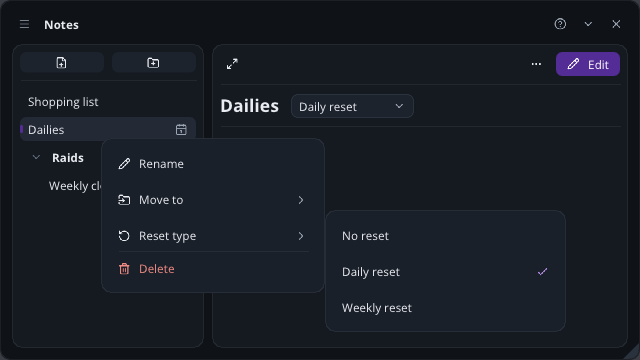 Notes
Edit
Shopping list
Dailies
Daily reset
Dailies
Raids
Weekly
Rename
Move to
Reset type
Delete
No reset
Daily reset
Weekly reset